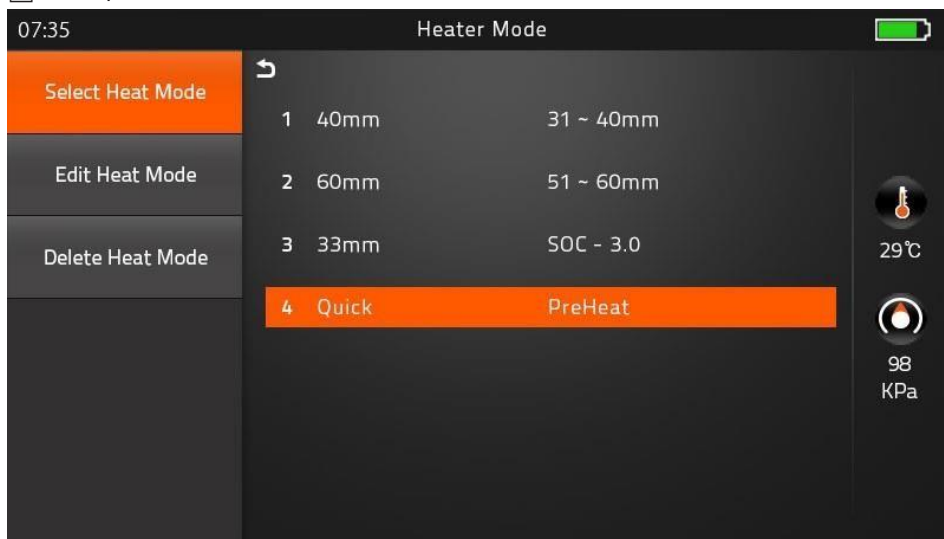 07:35 Heater Mode
Select Heat Mode
Edit Heat Mode
Delete Heat Mode
1 40mm 31 ~ 40mm
2 60mm 51 ~ 60mm
3 33mm SOC - 3.0
4 Quick PreHeat
29℃
98
KPa